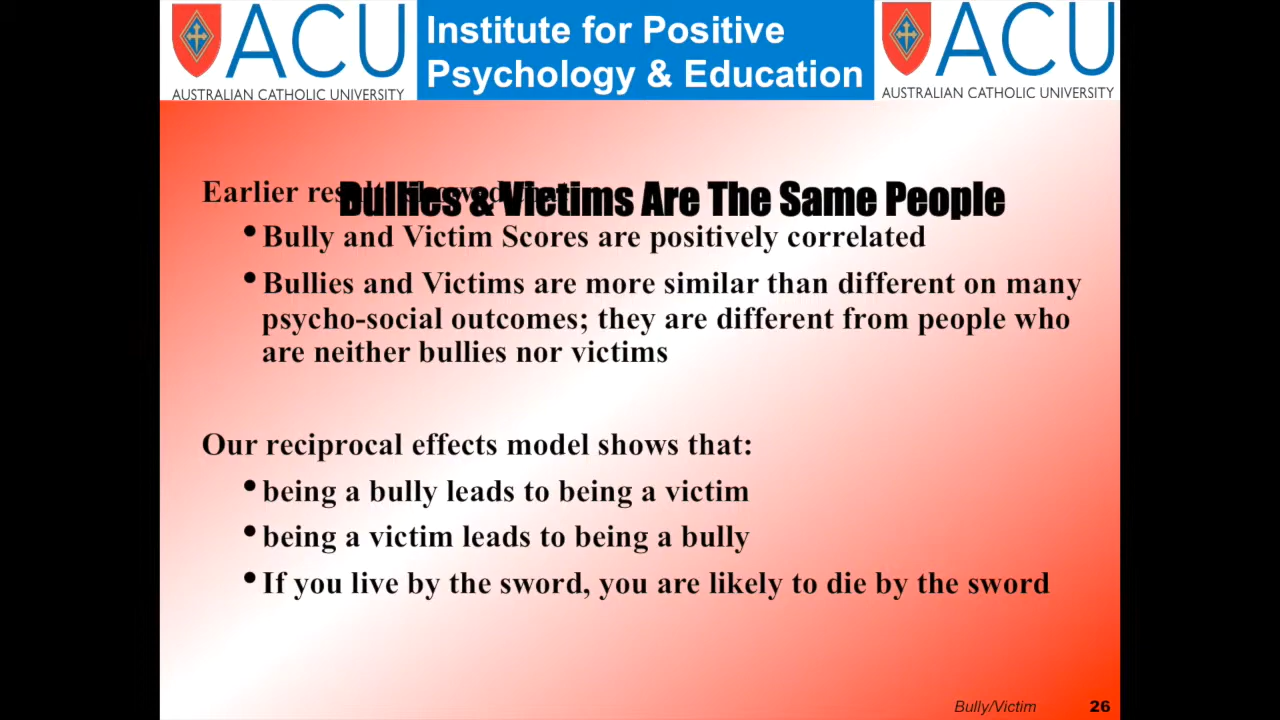 ACU
AUSTRALIAN CATHOLIC UNIVERSITY
Institute for Positive
Psychology & Education
ACU
AUSTRALIAN CATHOLIC UNIVERSITY
Bullies & Victims Are The Same People
Earlier results showed
• Bully and Victim Scores are positively correlated
• Bullies and Victims are more similar than different on many
psycho-social outcomes; they are different from people who
are neither bullies nor victims
Our reciprocal effects model shows that:
• being a bully leads to being a victim
• being a victim leads to being a bully
• If you live by the sword, you are likely to die by the sword
Bully/Victim 26